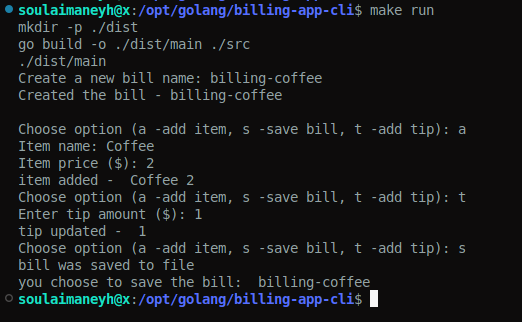 soulaimaneyh@x:/opt/golang/billing-app-cli$ make run
mkdir -p ./dist
go build -o ./dist/main ./src
./dist/main
Create a new bill name: billing-coffee
Created the bill - billing-coffee
Choose option (a -add item, s -save bill, t -add tip): a
Item name: Coffee
Item price ($): 2
item added -  Coffee 2
Choose option (a -add item, s -save bill, t -add tip): t
Enter tip amount ($): 1
tip updated -  1
Choose option (a -add item, s -save bill, t -add tip): s
bill was saved to file
you choose to save the bill:  billing-coffee
soulaimaneyh@x:/opt/golang/billing-app-cli$